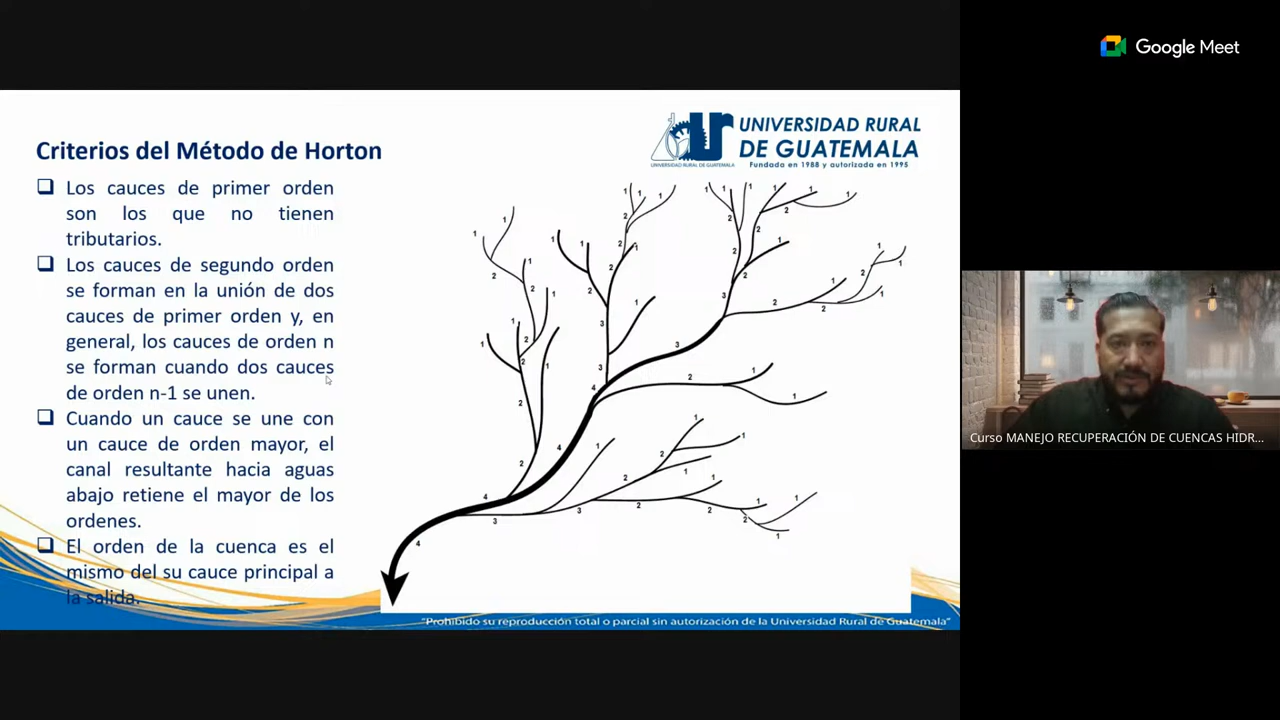 Google Meet
UNIVERSIDAD RURAL
DE GUATEMALA
Fundada en 1988 y autorizada en 1995
UNIVERSIDAD RURAL DE GUATEMALA
Criterios del Método de Horton
Los cauces de primer orden
son los que no tienen
tributarios.
Los cauces de segundo orden
se forman en la unión de dos
cauces de primer orden y, en
general, los cauces de orden n
se forman cuando dos cauces
de orden n-1 se unen.
Cuando un cauce se une con
un cauce de orden mayor, el
canal resultante hacia aguas
abajo retiene el mayor de los
ordenes.
El orden de la cuenca es el
mismo del su cauce principal a
la salida.
"Prohibido su reproducción total o parcial sin autorización de la Universidad Rural de Guatemala"
Curso MANEJO RECUPERACIÓN DE CUENCAS HIDR...